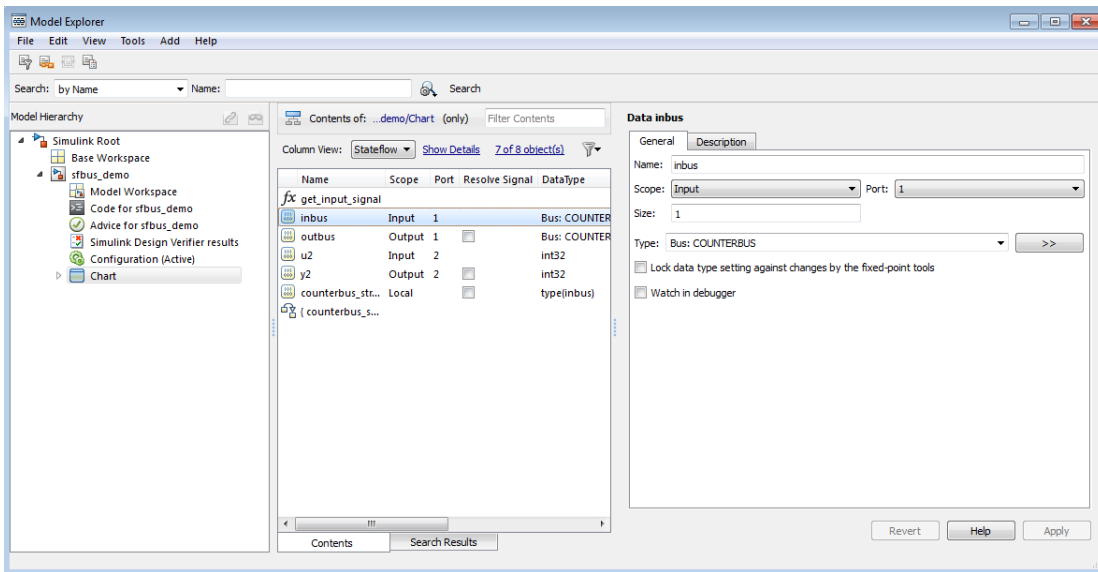 Model Explorer
File Edit View Tools Add Help
Search: by Name Name: Search
Model Hierarchy
Simulink Root
Base Workspace
sfbus_demo
Model Workspace
Code for sfbus_demo
Advice for sfbus_demo
Simulink Design Verifier results
Configuration (Active)
Chart
Contents of: ...demo/Chart (only) Filter Contents
Column View: Stateflow Show Details 7 of 8 object(s)
Name Scope Port Resolve Signal DataType
fx get_input_signal
inbus Input 1 Bus: COUNTER
outbus Output 1 Bus: COUNTER
u2 Input 2 int32
y2 Output 2 int32
counterbus_str... Local type(inbus)
{ counterbus_s...
Contents Search Results
Data inbus
General Description
Name: inbus
Scope: Input Port: 1
Size: 1
Type: Bus: COUNTERBUS >>
Lock data type setting against changes by the fixed-point tools
Watch in debugger
Revert Help Apply